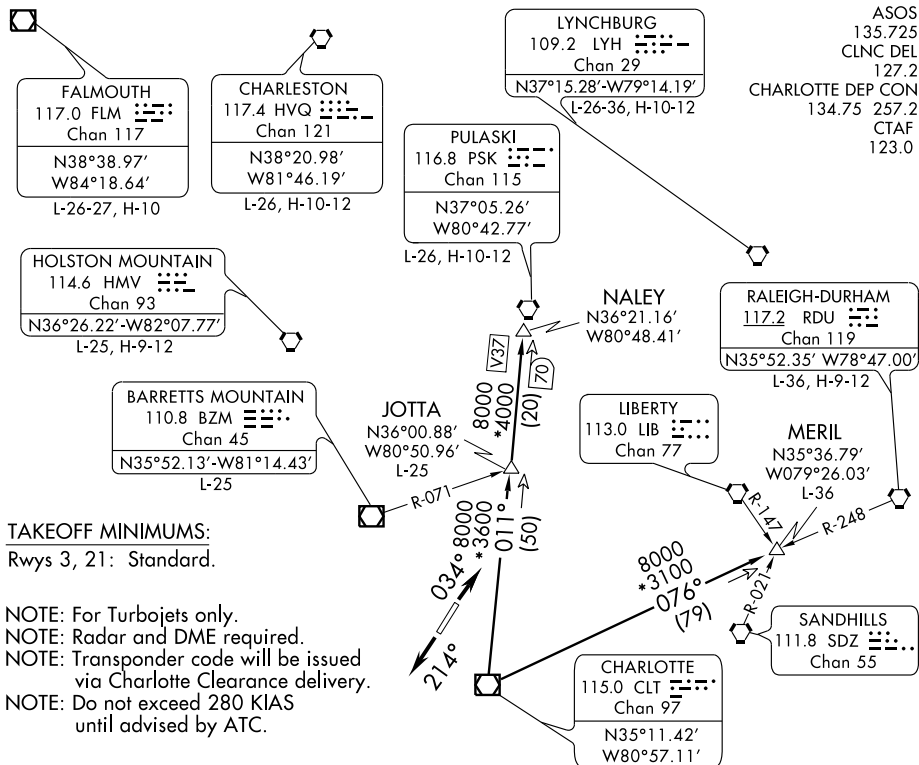 FALMOUTH
117.0 FLM
Chan 117
N38°38.97′
W84°18.64′
L-26-27, H-10
CHARLESTON
117.4 HVQ
Chan 121
N38°20.98′
W81°46.19′
L-26, H-10-12
LYNCHBURG
109.2 LYH
Chan 29
N37°15.28′-W79°14.19′
L-26-36, H-10-12
ASOS
135.725
CLNC DEL
127.2
CHARLOTTE DEP CON
134.75 257.2
CTAF
123.0
PULASKI
116.8 PSK
Chan 115
N37°05.26′
W80°42.77′
L-26, H-10-12
HOLSTON MOUNTAIN
114.6 HMV
Chan 93
N36°26.22′-W82°07.77′
L-25, H-9-12
NALEY
N36°21.16′
W80°48.41′
RALEIGH-DURHAM
117.2 RDU
Chan 119
N35°52.35′ W78°47.00′
L-36, H-9-12
BARRETTS MOUNTAIN
110.8 BZM
Chan 45
N35°52.13′-W81°14.43′
L-25
JOTTA
N36°00.88′
W80°50.96′
L-25
V37
8000
*4000
(20)
70
LIBERTY
113.0 LIB
Chan 77
MERIL
N35°36.79′
W079°26.03′
L-36
R-071
R-147
R-248
R-021
8000
*3600
011°
(50)
034°
214°
8000
*3100
076°
(79)
SANDHILLS
111.8 SDZ
Chan 55
CHARLOTTE
115.0 CLT
Chan 97
N35°11.42′
W80°57.11′
TAKEOFF MINIMUMS:
Rwys 3, 21: Standard.
NOTE: For Turbojets only.
NOTE: Radar and DME required.
NOTE: Transponder code will be issued
via Charlotte Clearance delivery.
NOTE: Do not exceed 280 KIAS
until advised by ATC.